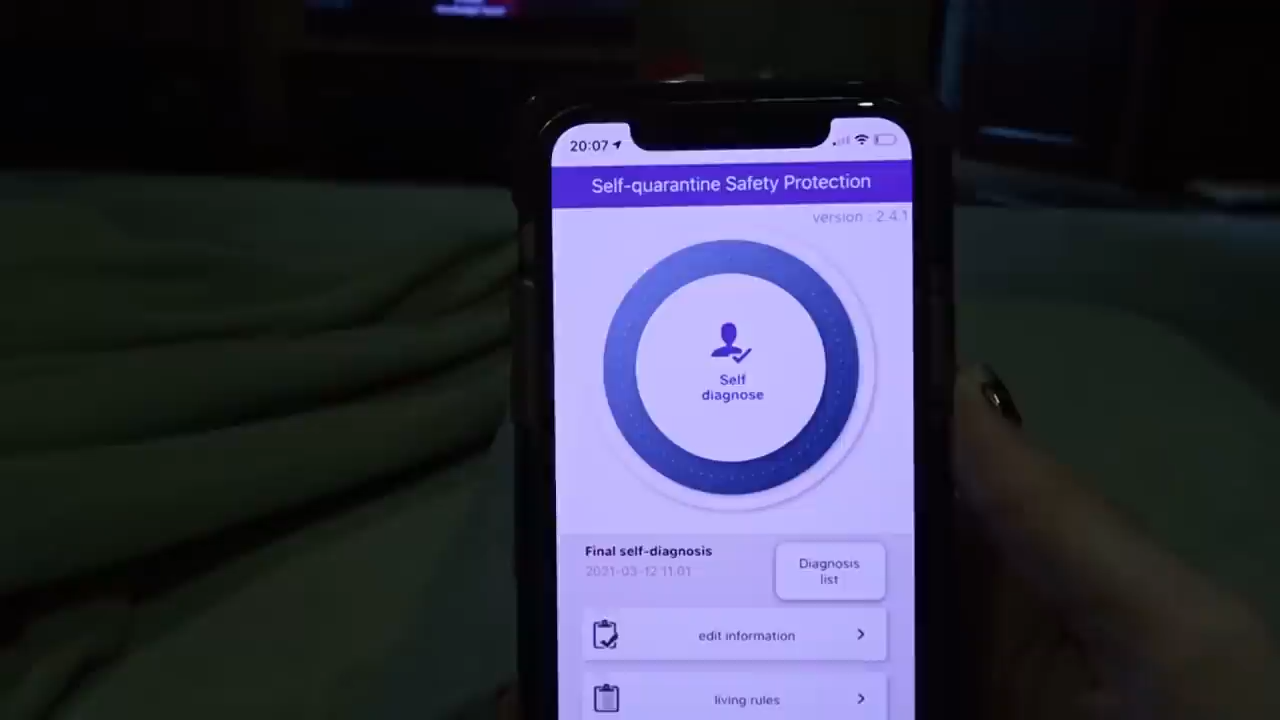 20:07
Self-quarantine Safety Protection
version : 2.4.1
Self
diagnose
Final self-diagnosis
2021-03-12 11:01
Diagnosis
list
edit information
living rules